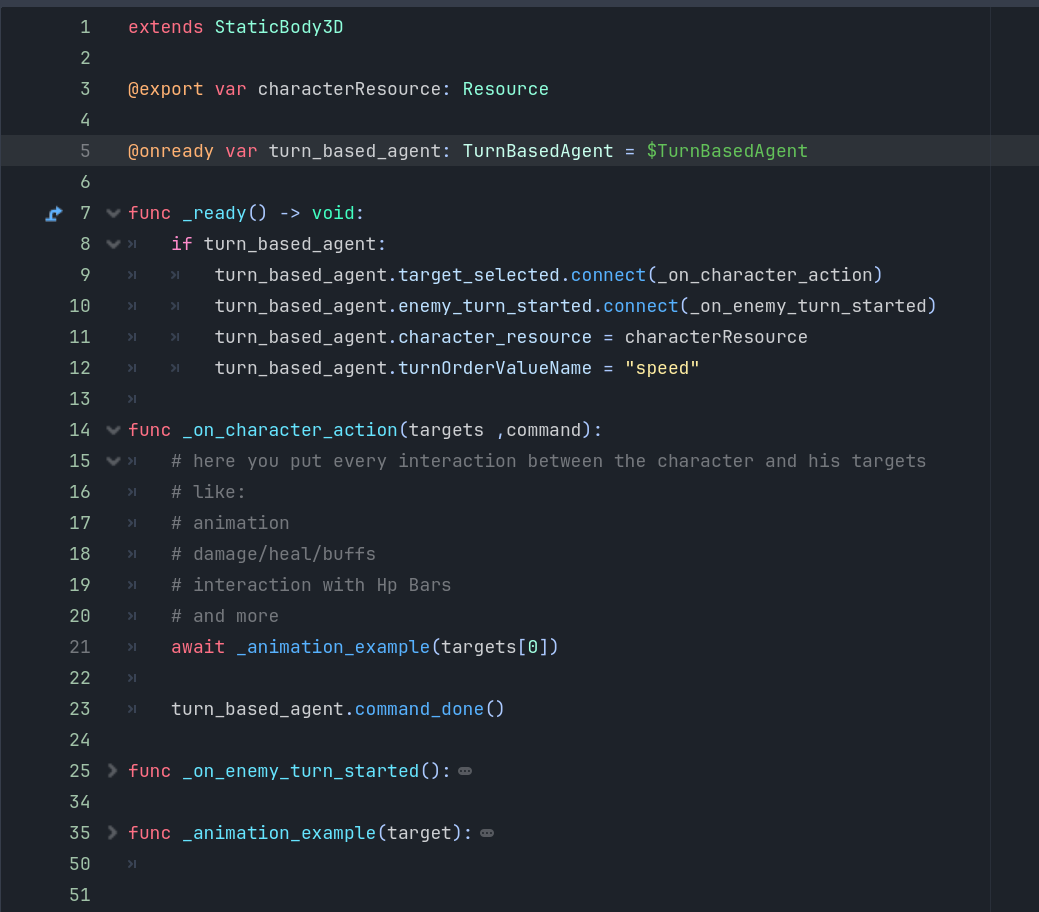 1 extends StaticBody3D
2
3 @export var characterResource: Resource
4
5 @onready var turn_based_agent: TurnBasedAgent = $TurnBasedAgent
6
7 func _ready() -> void:
8 if turn_based_agent:
9 turn_based_agent.target_selected.connect(_on_character_action)
10 turn_based_agent.enemy_turn_started.connect(_on_enemy_turn_started)
11 turn_based_agent.character_resource = characterResource
12 turn_based_agent.turnOrderValueName = "speed"
13
14 func _on_character_action(targets ,command):
15 # here you put every interaction between the character and his targets
16 # like:
17 # animation
18 # damage/heal/buffs
19 # interaction with Hp Bars
20 # and more
21 await _animation_example(targets[0])
22
23 turn_based_agent.command_done()
24
25 func _on_enemy_turn_started():
34
35 func _animation_example(target):
50
51